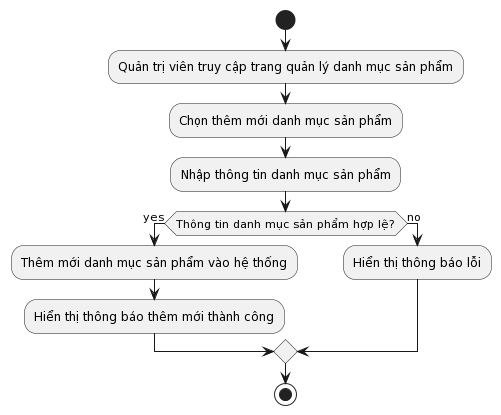 Quản trị viên truy cập trang quản lý danh mục sản phẩm
Chọn thêm mới danh mục sản phẩm
Nhập thông tin danh mục sản phẩm
Thông tin danh mục sản phẩm hợp lệ?
yes
no
Thêm mới danh mục sản phẩm vào hệ thống
Hiển thị thông báo lỗi
Hiển thị thông báo thêm mới thành công